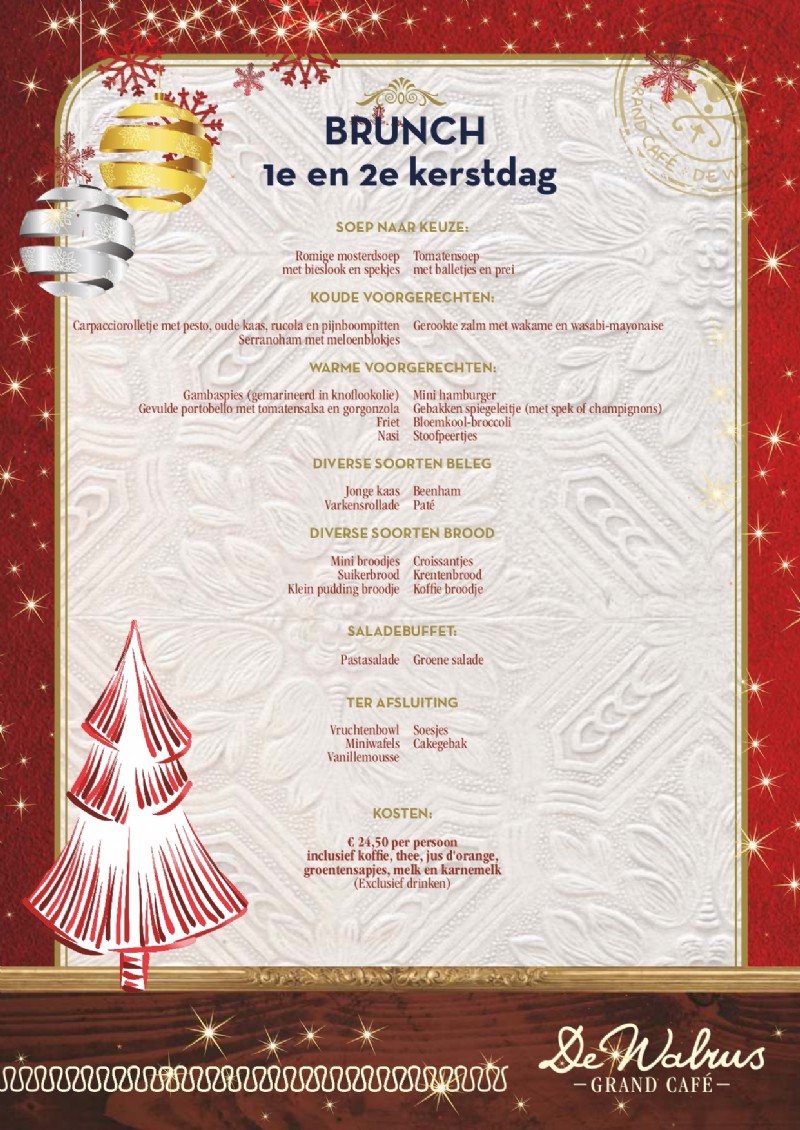 GRAND CAFÉ · DE WA
BRUNCH
1e en 2e kerstdag
SOEP NAAR KEUZE:
Romige mosterdsoep
met bieslook en spekjes
Tomatensoep
met balletjes en prei
KOUDE VOORGERECHTEN:
Carpacciorolletje met pesto, oude kaas, rucola en pijnboompitten
Serranoham met meloenblokjes
Gerookte zalm met wakame en wasabi-mayonaise
WARME VOORGERECHTEN:
Gambaspies (gemarineerd in knoflookolie)
Gevulde portobello met tomatensalsa en gorgonzola
Friet
Nasi
Mini hamburger
Gebakken spiegeleitje (met spek of champignons)
Bloemkool-broccoli
Stoofpeertjes
DIVERSE SOORTEN BELEG
Jonge kaas
Varkensrollade
Beenham
Paté
DIVERSE SOORTEN BROOD
Mini broodjes
Suikerbrood
Klein pudding broodje
Croissantjes
Krentenbrood
Koffie broodje
SALADEBUFFET:
Pastasalade
Groene salade
TER AFSLUITING
Vruchtenbowl
Miniwafels
Vanillemousse
Soesjes
Cakegebak
KOSTEN:
€ 24,50 per persoon
inclusief koffie, thee, jus d'orange,
groentensapjes, melk en karnemelk
(Exclusief drinken)
De Walrus
GRAND CAFÉ